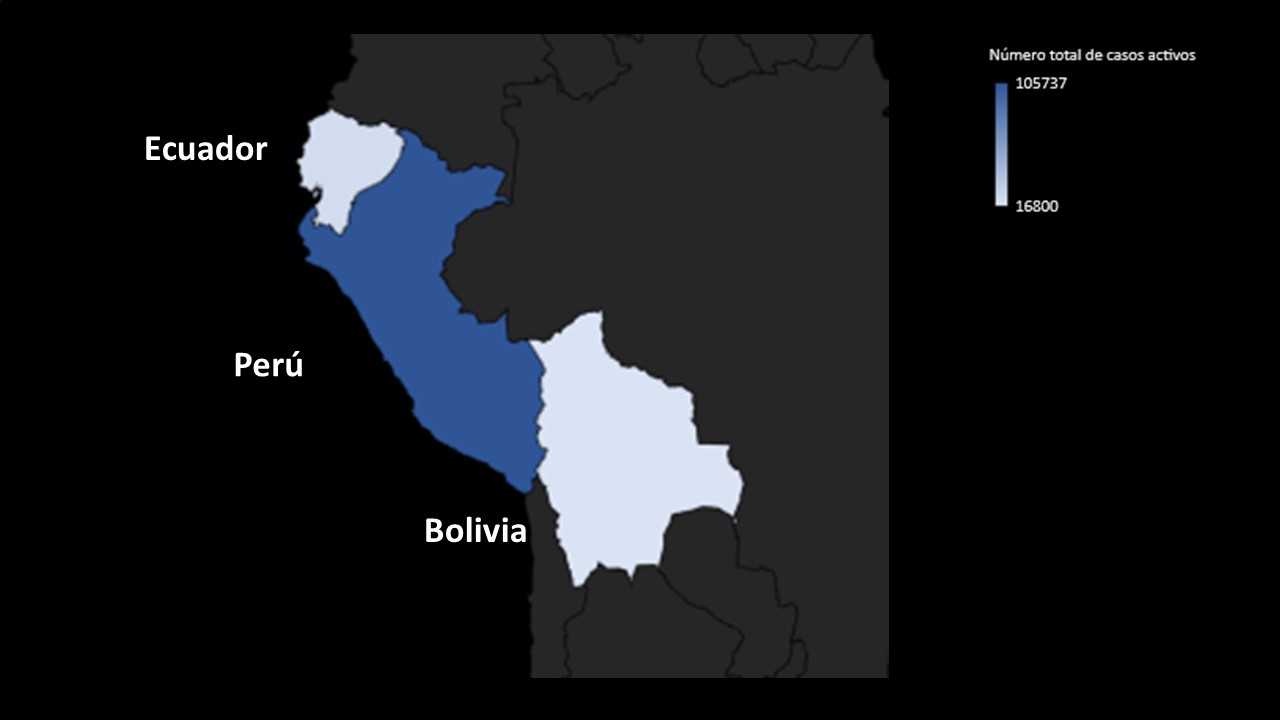 Número total de casos activos
105737
16800
Ecuador
Perú
Bolivia